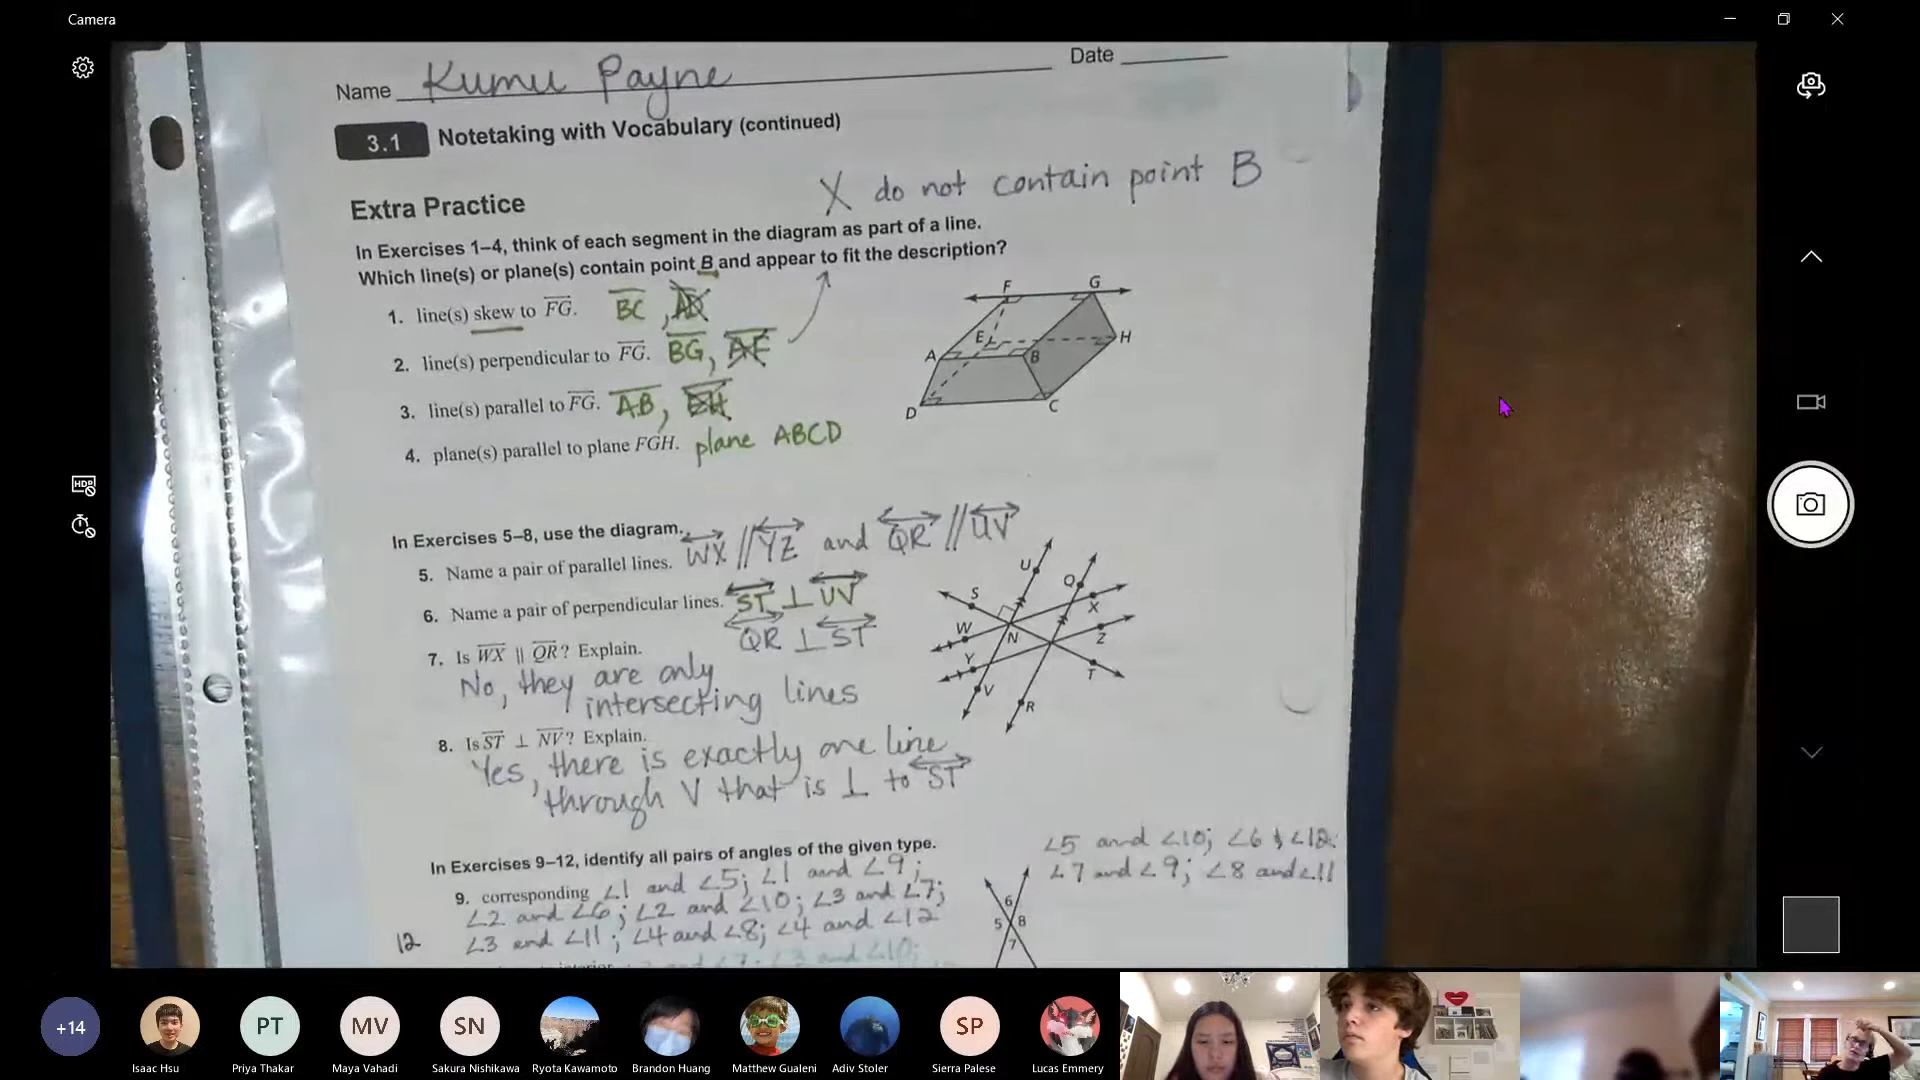 Camera
Name Kumu Payne
Date
3.1 Notetaking with Vocabulary (continued)
X do not contain point B
Extra Practice
In Exercises 1–4, think of each segment in the diagram as part of a line.
Which line(s) or plane(s) contain point B and appear to fit the description?
1. line(s) skew to FG. BC, AD
2. line(s) perpendicular to FG. BG, AF
3. line(s) parallel to FG. AB, EH
4. plane(s) parallel to plane FGH. plane ABCD
F G
E H
A B
D C
In Exercises 5–8, use the diagram.
5. Name a pair of parallel lines. WX // YZ and QR // UV
6. Name a pair of perpendicular lines. ST ⊥ UV
QR ⊥ ST
7. Is WX || QR? Explain.
No, they are only
intersecting lines
8. Is ST ⊥ NV? Explain.
Yes, there is exactly one line
through V that is ⊥ to ST
U Q
S X
W N Z
Y T
V R
In Exercises 9–12, identify all pairs of angles of the given type.
9. corresponding ∠1 and ∠5; ∠1 and ∠9;
∠2 and ∠6; ∠2 and ∠10; ∠3 and ∠7;
12 ∠3 and ∠11; ∠4 and ∠8; ∠4 and ∠12
∠5 and ∠10; ∠6 & ∠12
∠7 and ∠9; ∠8 and ∠11
6
5 8
7
HDR
+14
PT
MV
SN
SP
Isaac Hsu
Priya Thakar
Maya Vahadi
Sakura Nishikawa
Ryota Kawamoto
Brandon Huang
Matthew Gualeni
Adiv Stoler
Sierra Palese
Lucas Emmery